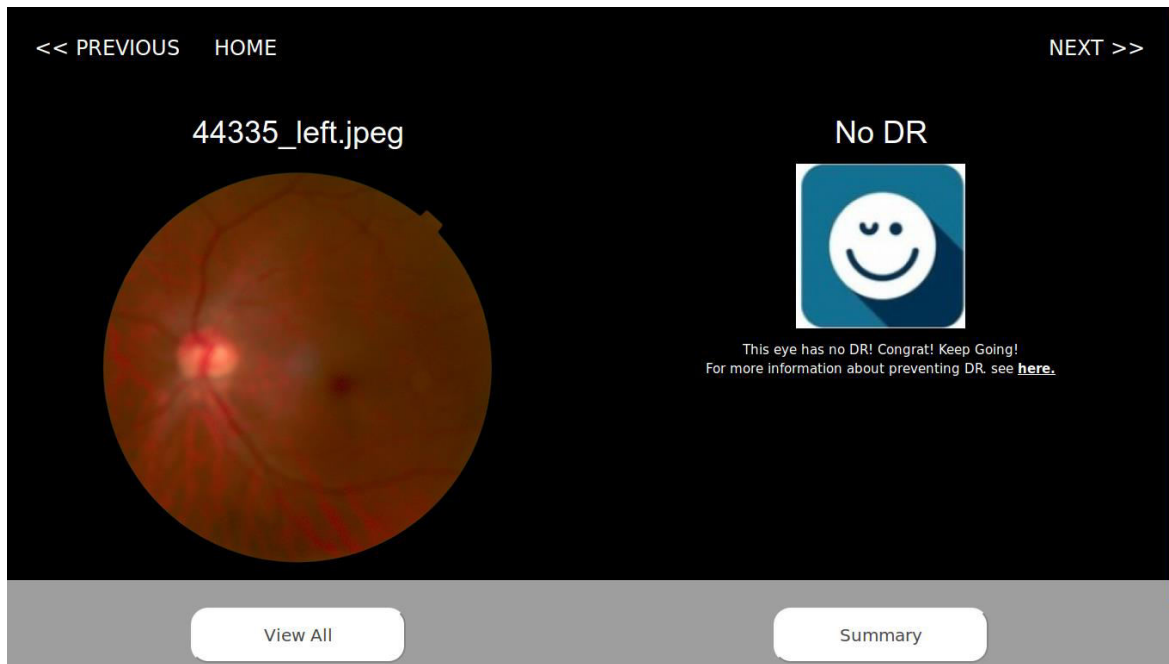 << PREVIOUS HOME NEXT >>
44335_left.jpeg
No DR
This eye has no DR! Congrat! Keep Going!
For more information about preventing DR. see here.
View All
Summary